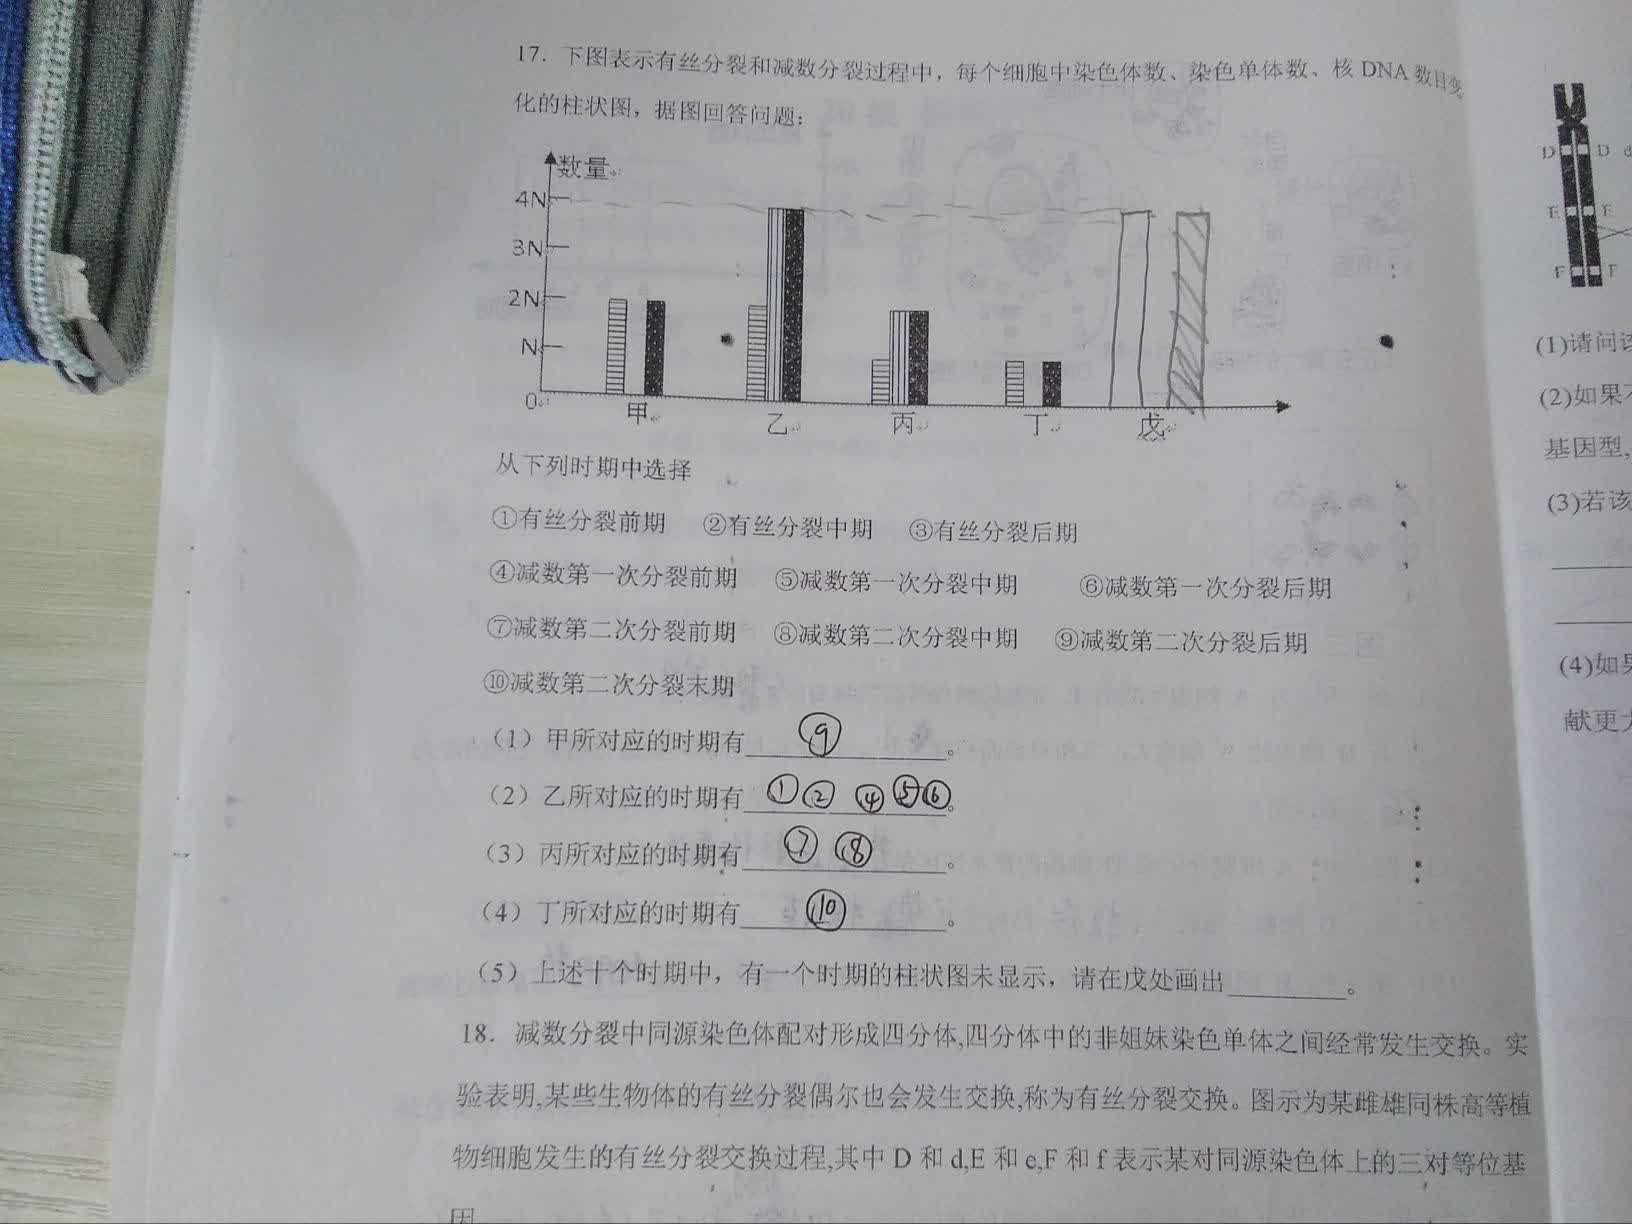 17. 下图表示有丝分裂和减数分裂过程中，每个细胞中染色体数、染色单体数、核 DNA 数目变
化的柱状图，据图回答问题：
数量
4N
3N
2N
N
0
甲 乙 丙 丁 戊
从下列时期中选择
①有丝分裂前期 ②有丝分裂中期 ③有丝分裂后期
④减数第一次分裂前期 ⑤减数第一次分裂中期 ⑥减数第一次分裂后期
⑦减数第二次分裂前期 ⑧减数第二次分裂中期 ⑨减数第二次分裂后期
⑩减数第二次分裂末期
（1）甲所对应的时期有 ⑨ 。
（2）乙所对应的时期有 ①② ④⑤⑥。
（3）丙所对应的时期有 ⑦ ⑧ 。
（4）丁所对应的时期有 ⑩ 。
（5）上述十个时期中，有一个时期的柱状图未显示，请在戊处画出________。
18. 减数分裂中同源染色体配对形成四分体,四分体中的非姐妹染色单体之间经常发生交换。实
验表明,某些生物体的有丝分裂偶尔也会发生交换,称为有丝分裂交换。图示为某雌雄同株高等植
物细胞发生的有丝分裂交换过程,其中 D 和 d,E 和 e,F 和 f 表示某对同源染色体上的三对等位基
因
D D d
E E
F F
(1)请问该
(2)如果不
基因型,
(3)若该
(4)如果
献更大